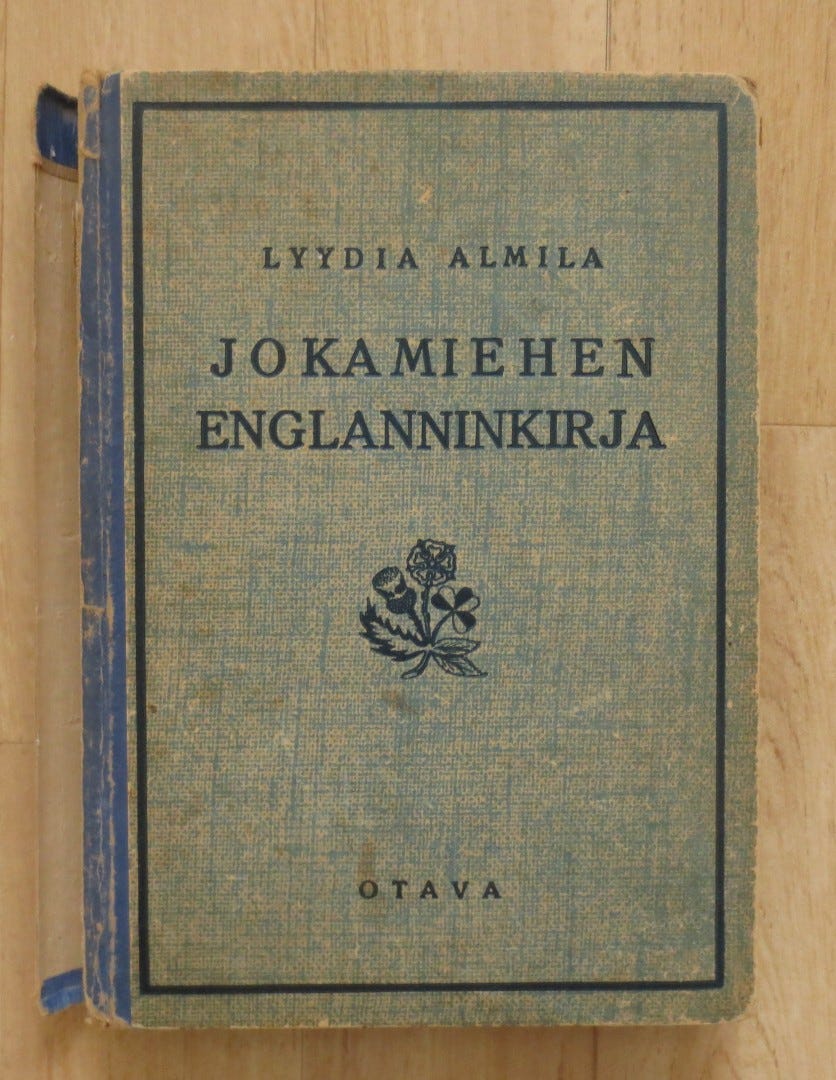 LYYDIA ALMILA
JOKAMIEHEN
ENGLANNINKIRJA
OTAVA